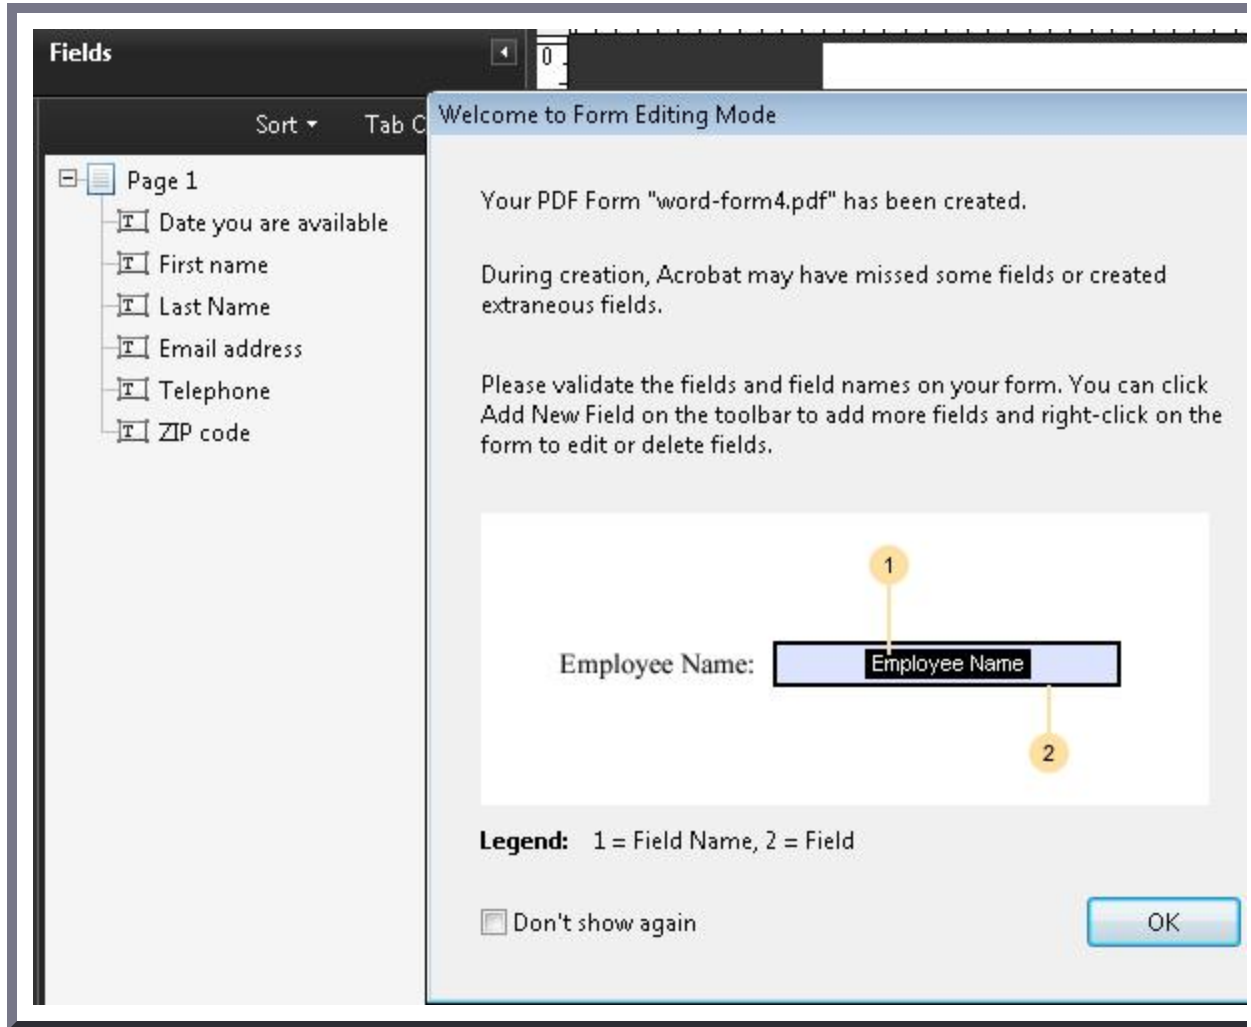 Fields
0
Sort
Tab
Page 1
Date you are available
First name
Last Name
Email address
Telephone
ZIP code
Welcome to Form Editing Mode
Your PDF Form "word-form4.pdf" has been created.
During creation, Acrobat may have missed some fields or created
extraneous fields.
Please validate the fields and field names on your form. You can click
Add New Field on the toolbar to add more fields and right-click on the
form to edit or delete fields.
1
Employee Name: Employee Name
2
Legend: 1 = Field Name, 2 = Field
Don't show again
OK